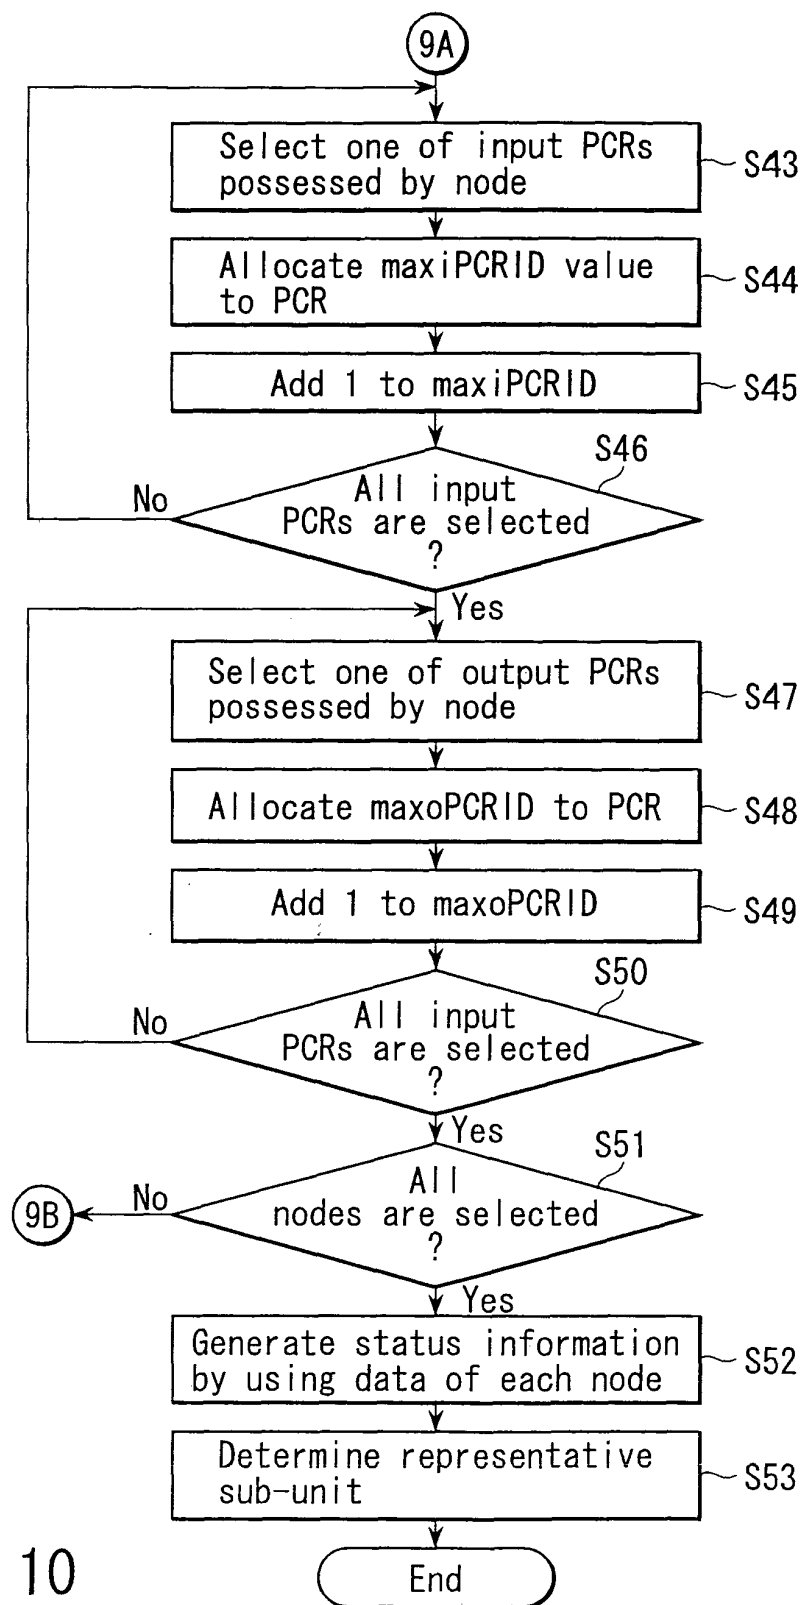 9A
Select one of input PCRs
possessed by node
S43
Allocate maxiPCRID value
to PCR
S44
Add 1 to maxiPCRID
S45
S46
All input
PCRs are selected
?
No
Yes
Select one of output PCRs
possessed by node
S47
Allocate maxoPCRID to PCR
S48
Add 1 to maxoPCRID
S49
S50
All input
PCRs are selected
?
No
Yes
S51
All
nodes are selected
?
No
9B
Yes
Generate status information
by using data of each node
S52
Determine representative
sub-unit
S53
End
10